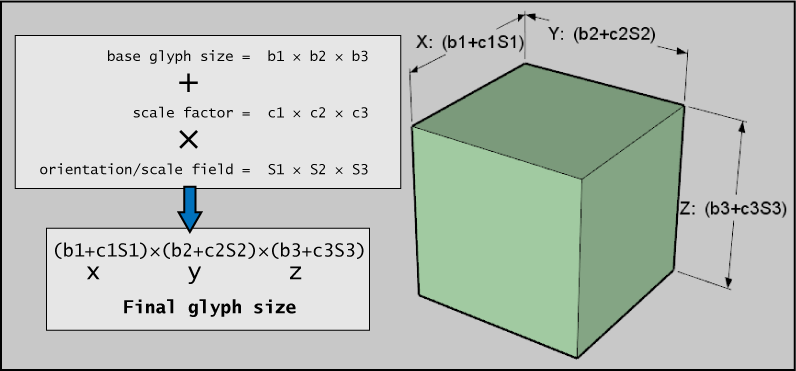 base glyph size = b1 × b2 × b3
+
scale factor = c1 × c2 × c3
×
orientation/scale field = S1 × S2 × S3
(b1+c1S1)×(b2+c2S2)×(b3+c3S3)
x y z
Final glyph size
X: (b1+c1S1)
Y: (b2+c2S2)
Z: (b3+c3S3)